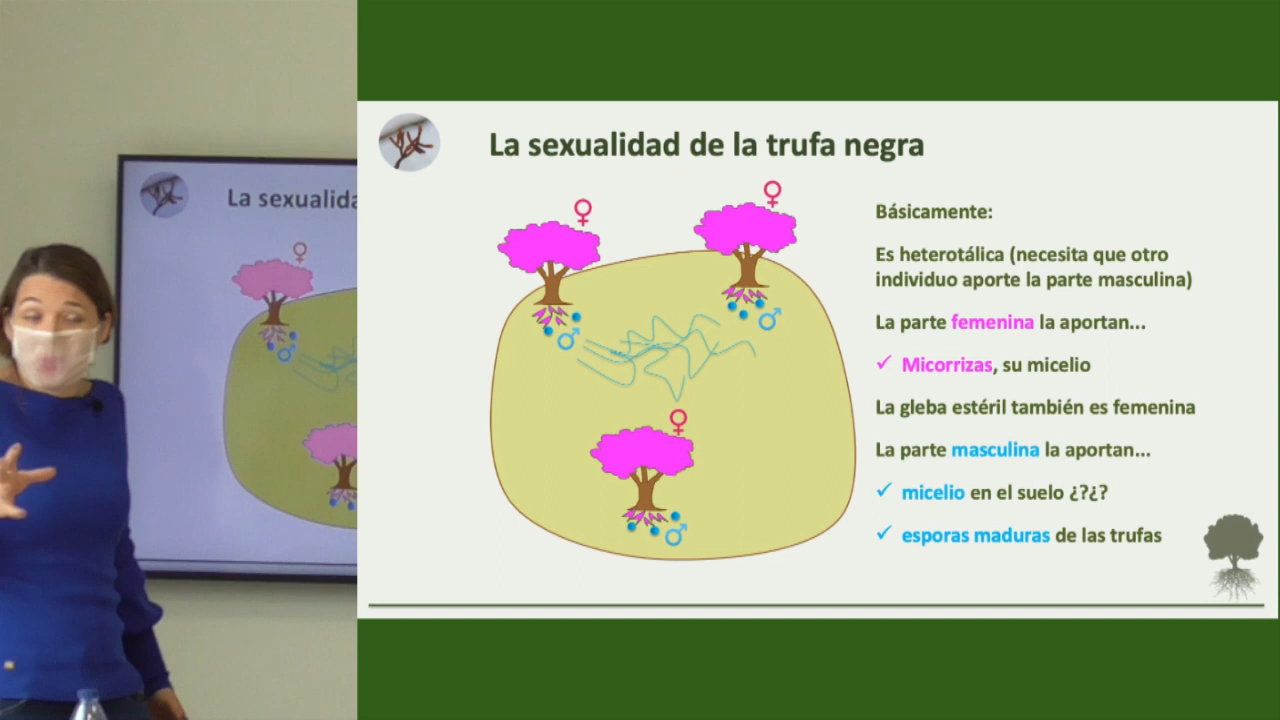 La sexualida
La sexualidad de la trufa negra
Básicamente:
Es heterotálica (necesita que otro
individuo aporte la parte masculina)
La parte femenina la aportan...
✓ Micorrizas, su micelio
La gleba estéril también es femenina
La parte masculina la aportan...
✓ micelio en el suelo ¿?¿?
✓ esporas maduras de las trufas